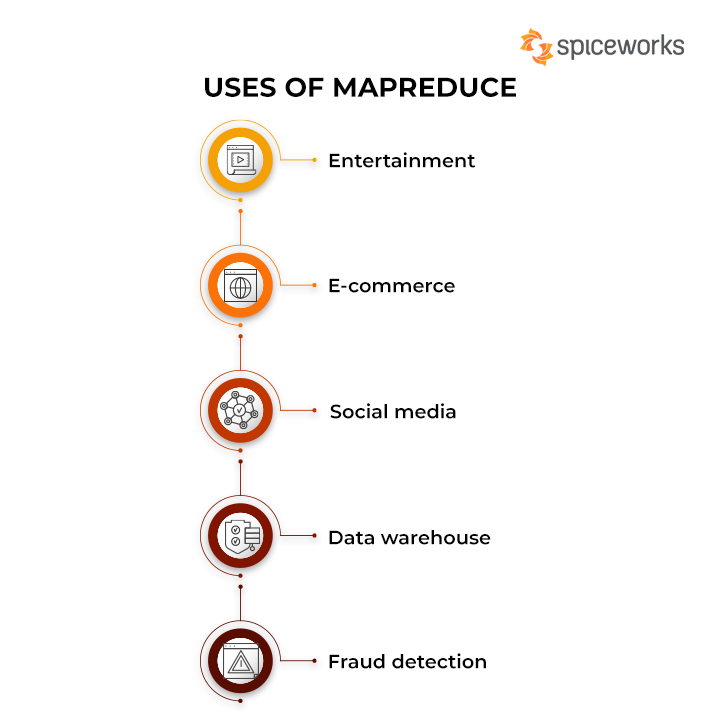 spiceworks
USES OF MAPREDUCE
Entertainment
E-commerce
Social media
Data warehouse
Fraud detection